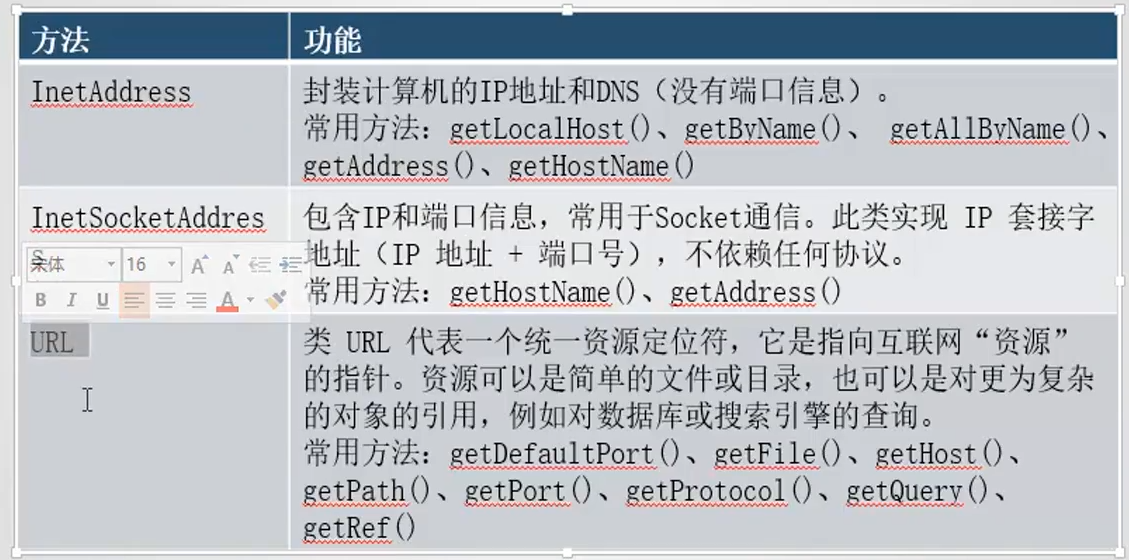 方法 功能
InetAddress 封装计算机的IP地址和DNS（没有端口信息）。
常用方法：getLocalHost()、getByName()、 getAllByName()、
getAddress()、getHostName()
InetSocketAddres 包含IP和端口信息，常用于Socket通信。此类实现 IP 套接字
s 地址（IP 地址 + 端口号），不依赖任何协议。
宋体 16 A A
B I U A
常用方法：getHostName()、getAddress()
URL 类 URL 代表一个统一资源定位符，它是指向互联网“资源”
的指针。资源可以是简单的文件或目录，也可以是对更为复杂
的对象的引用，例如对数据库或搜索引擎的查询。
常用方法：getDefaultPort()、getFile()、getHost()、
getPath()、getPort()、getProtocol()、getQuery()、
getRef()